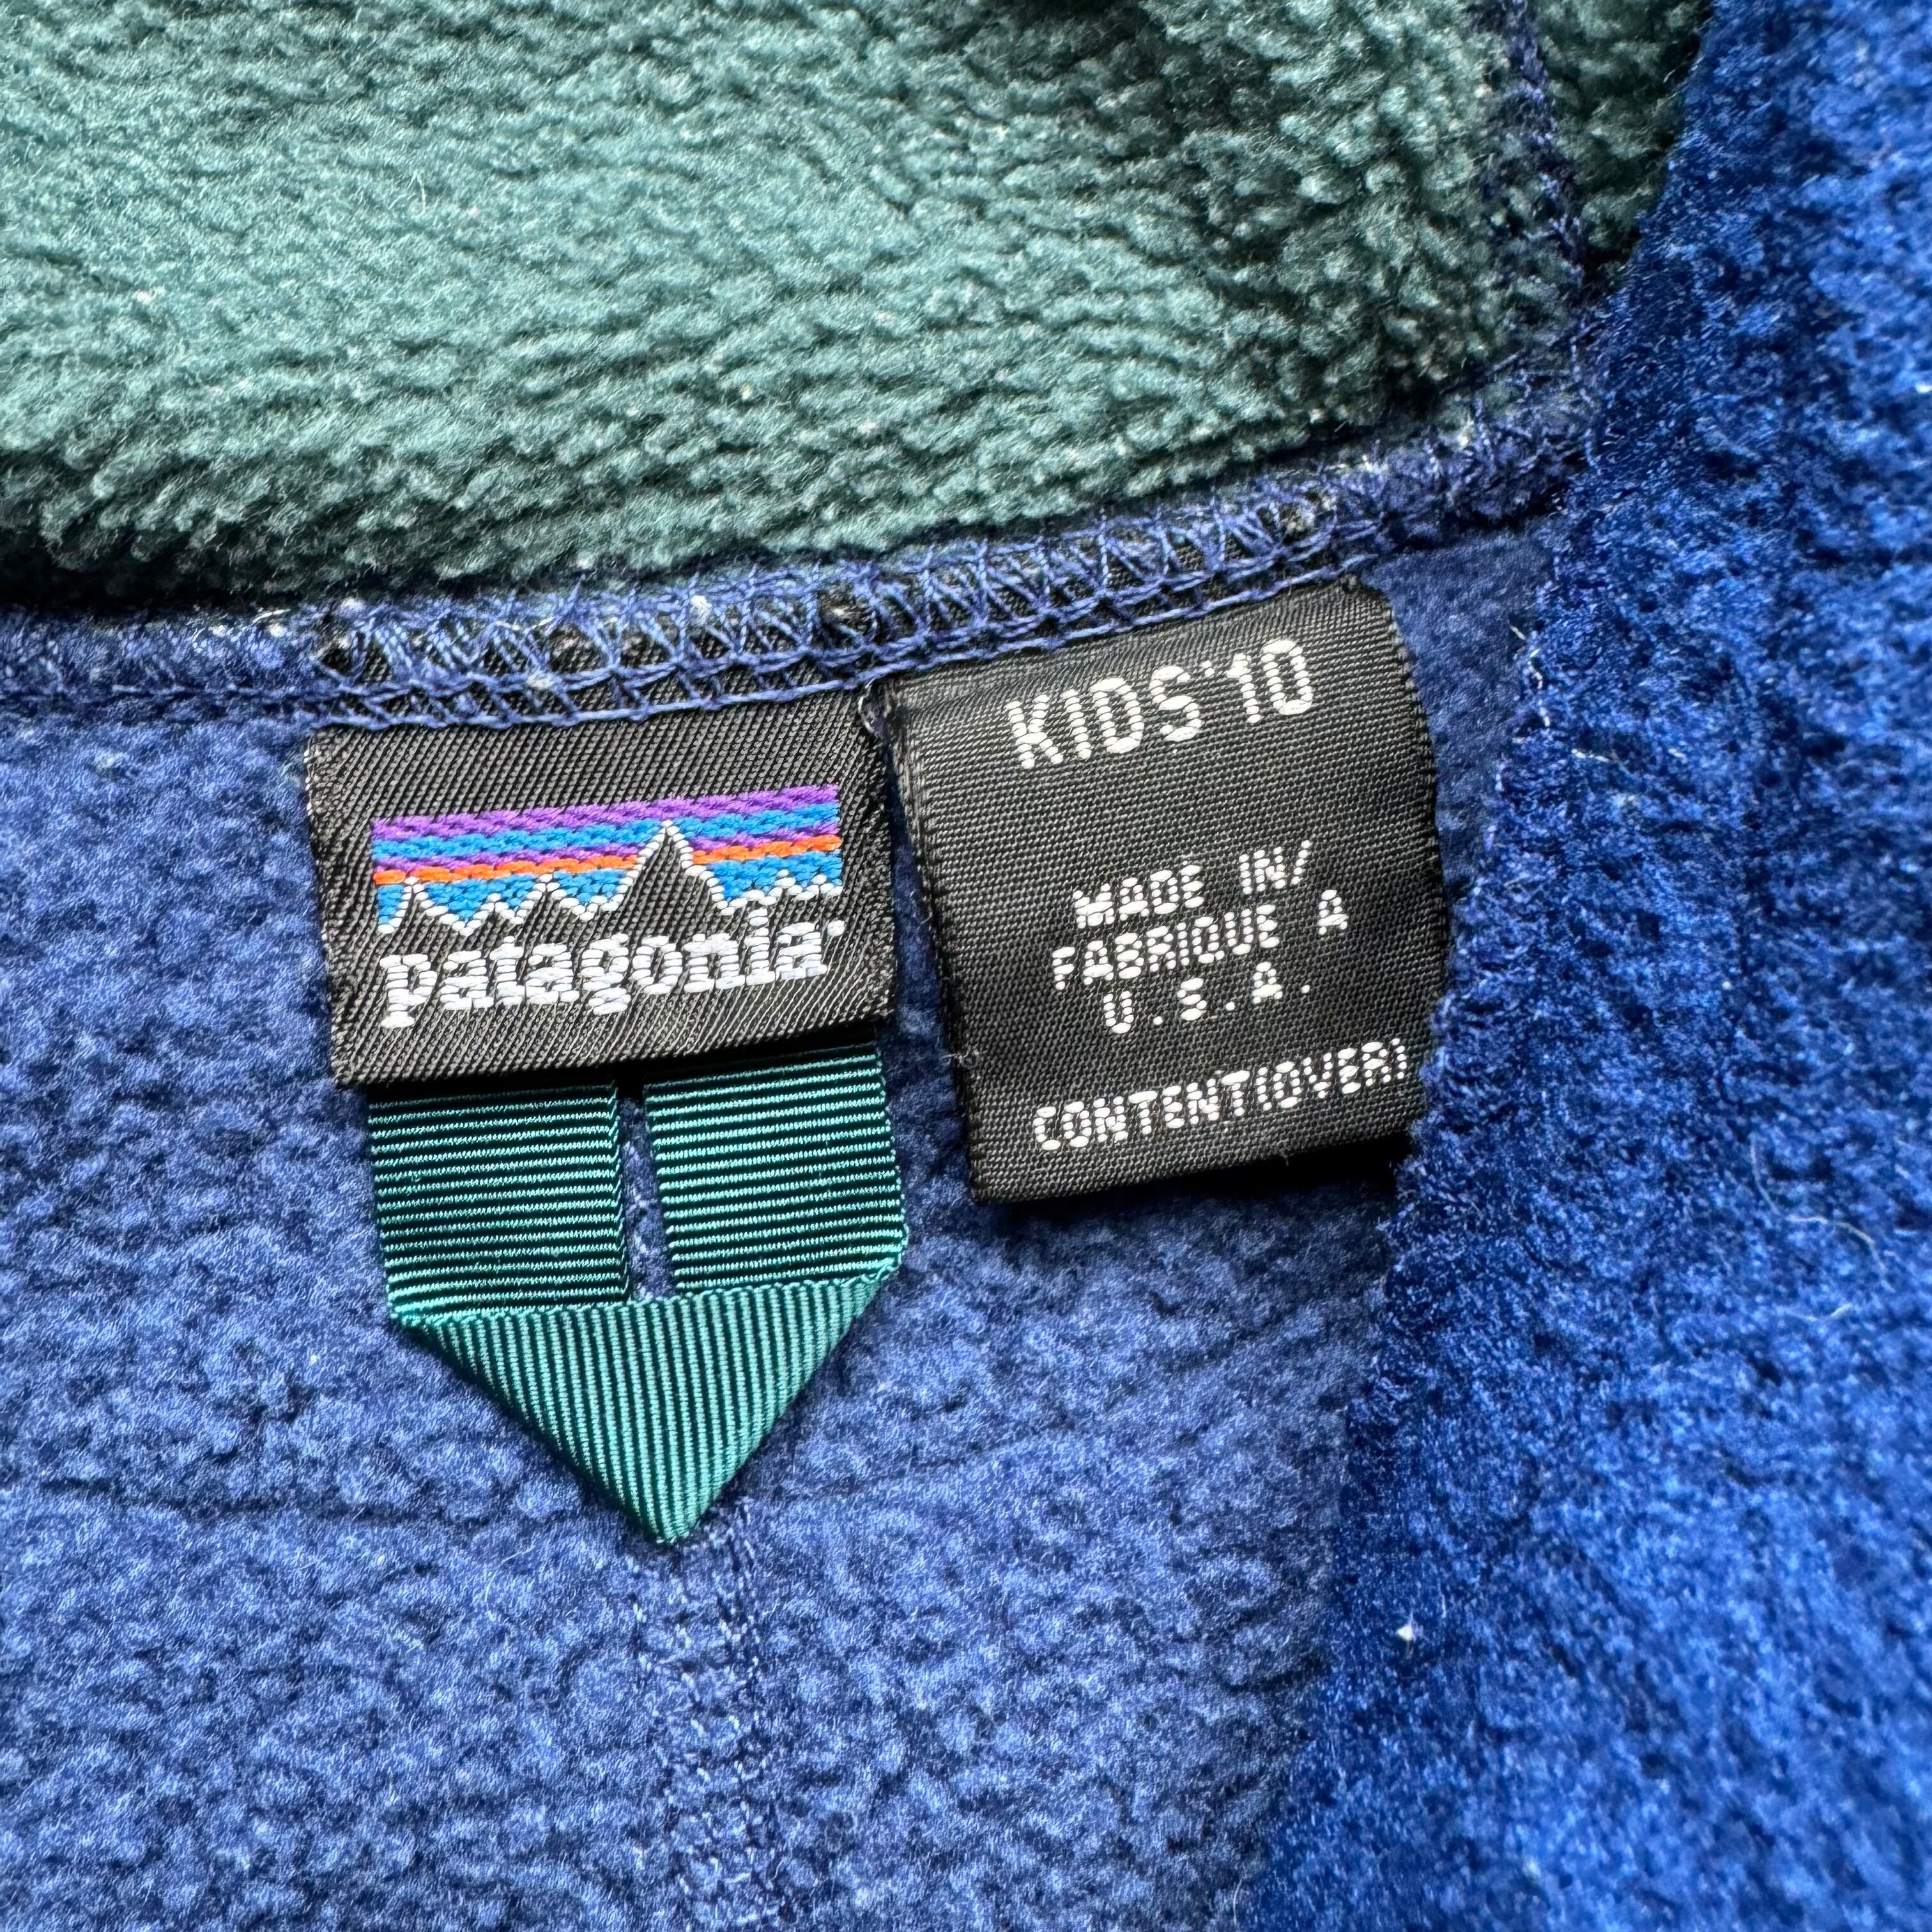 patagonia
KIDS'10
MADE IN/
FABRIQUE A
U.S.A.
CONTENT(OVER)